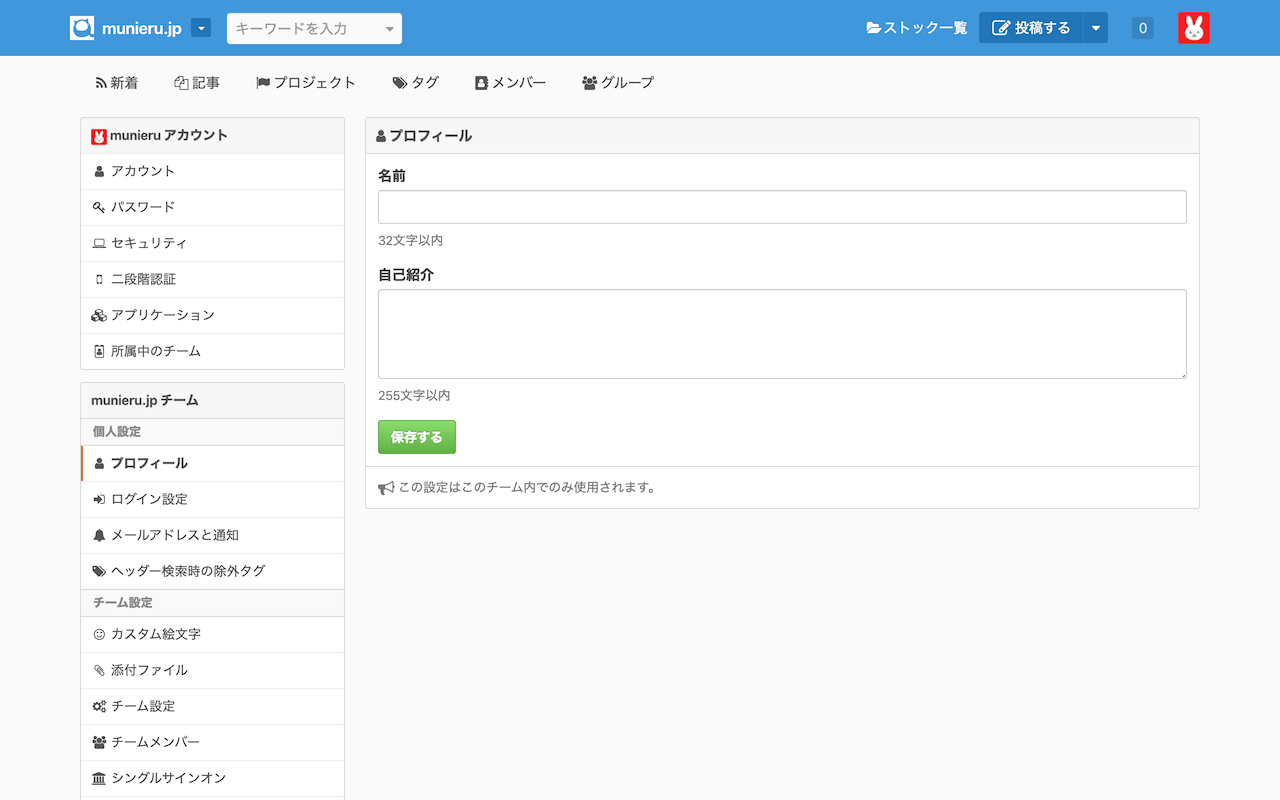 munieru.jp
キーワードを入力
ストック一覧
投稿する
0
新着
記事
プロジェクト
タグ
メンバー
グループ
munieru アカウント
アカウント
パスワード
セキュリティ
二段階認証
アプリケーション
所属中のチーム
munieru.jp チーム
個人設定
プロフィール
ログイン設定
メールアドレスと通知
ヘッダー検索時の除外タグ
チーム設定
カスタム絵文字
添付ファイル
チーム設定
チームメンバー
シングルサインオン
プロフィール
名前
32文字以内
自己紹介
255文字以内
保存する
この設定はこのチーム内でのみ使用されます。